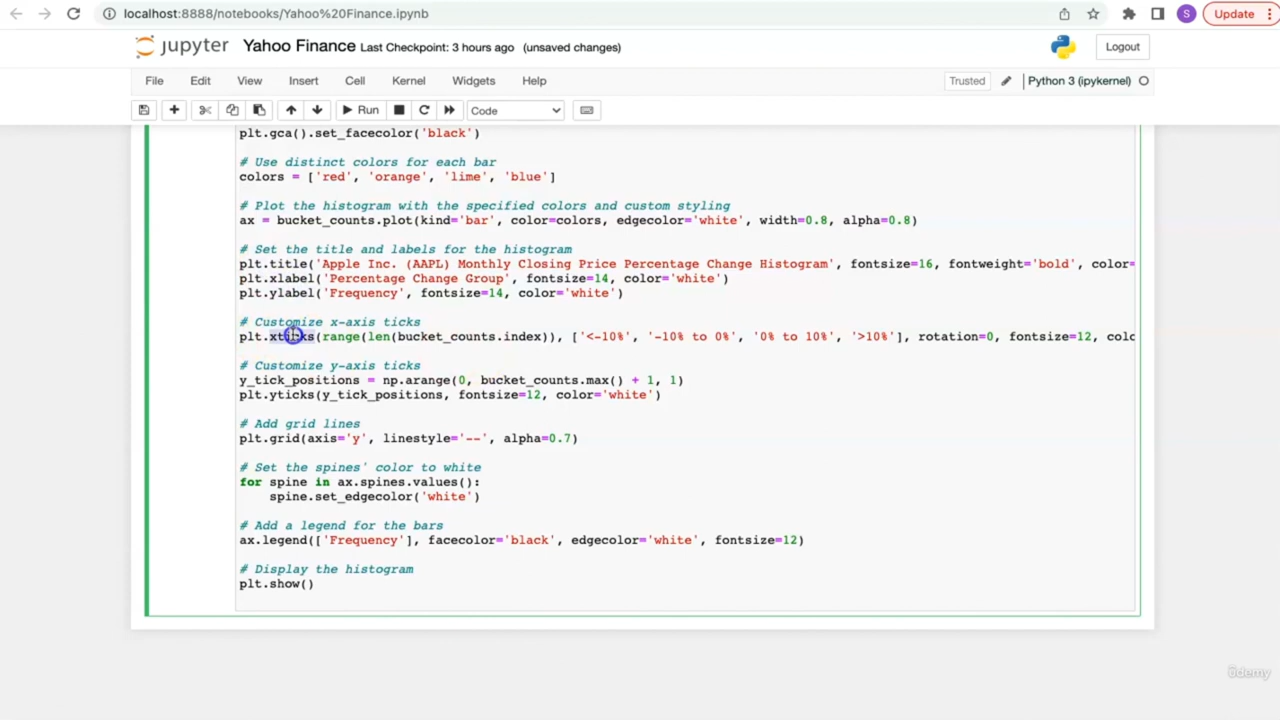 localhost:8888/notebooks/Yahoo%20Finance.ipynb
S
Update
jupyter Yahoo Finance Last Checkpoint: 3 hours ago (unsaved changes)
Logout
File Edit View Insert Cell Kernel Widgets Help
Trusted
Python 3 (ipykernel)
Run
Code
plt.gca().set_facecolor('black')
# Use distinct colors for each bar
colors = ['red', 'orange', 'lime', 'blue']
# Plot the histogram with the specified colors and custom styling
ax = bucket_counts.plot(kind='bar', color=colors, edgecolor='white', width=0.8, alpha=0.8)
# Set the title and labels for the histogram
plt.title('Apple Inc. (AAPL) Monthly Closing Price Percentage Change Histogram', fontsize=16, fontweight='bold', color=
plt.xlabel('Percentage Change Group', fontsize=14, color='white')
plt.ylabel('Frequency', fontsize=14, color='white')
# Customize x-axis ticks
plt.xticks(range(len(bucket_counts.index)), ['<-10%', '-10% to 0%', '0% to 10%', '>10%'], rotation=0, fontsize=12, colo
# Customize y-axis ticks
y_tick_positions = np.arange(0, bucket_counts.max() + 1, 1)
plt.yticks(y_tick_positions, fontsize=12, color='white')
# Add grid lines
plt.grid(axis='y', linestyle='--', alpha=0.7)
# Set the spines' color to white
for spine in ax.spines.values():
    spine.set_edgecolor('white')
# Add a legend for the bars
ax.legend(['Frequency'], facecolor='black', edgecolor='white', fontsize=12)
# Display the histogram
plt.show()
ûdemy